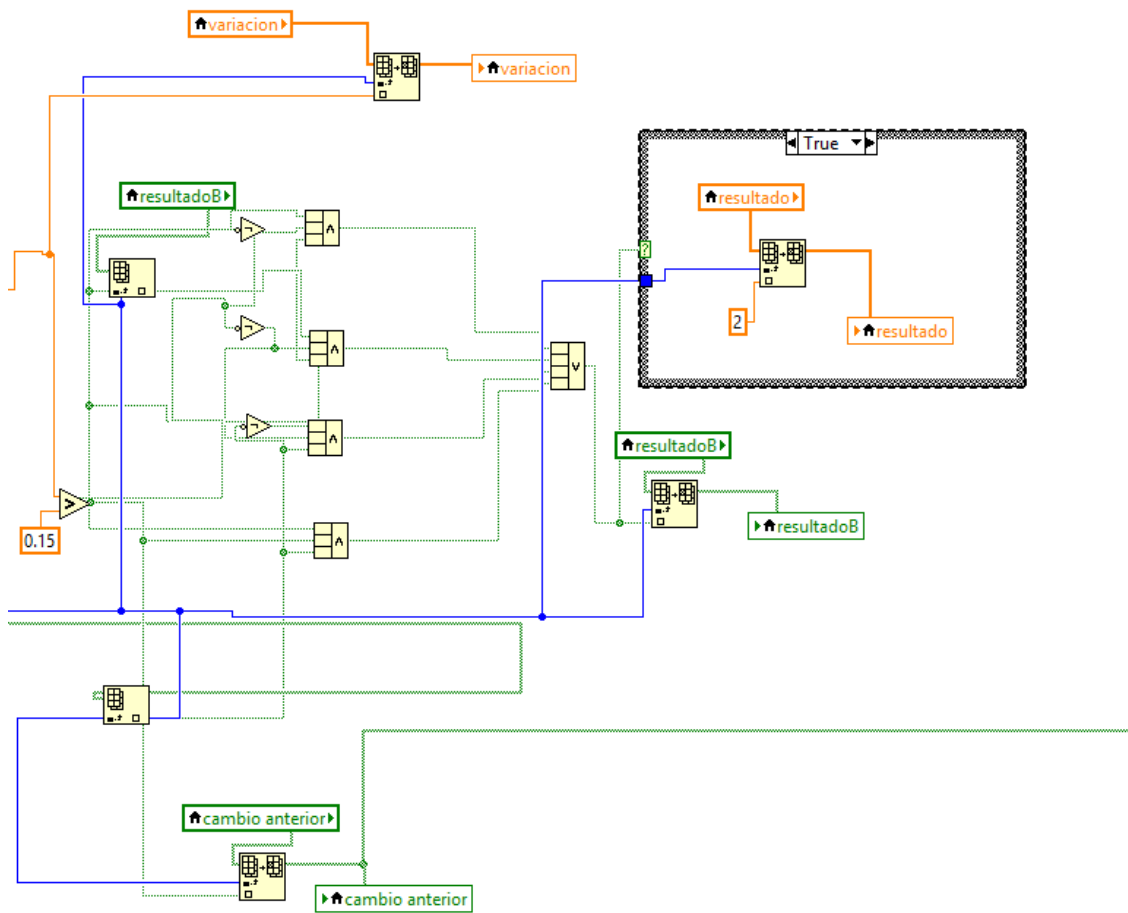 variacion
variacion
True
resultadoB
resultado
?
2
resultado
resultadoB
>
0.15
resultadoB
cambio anterior
cambio anterior